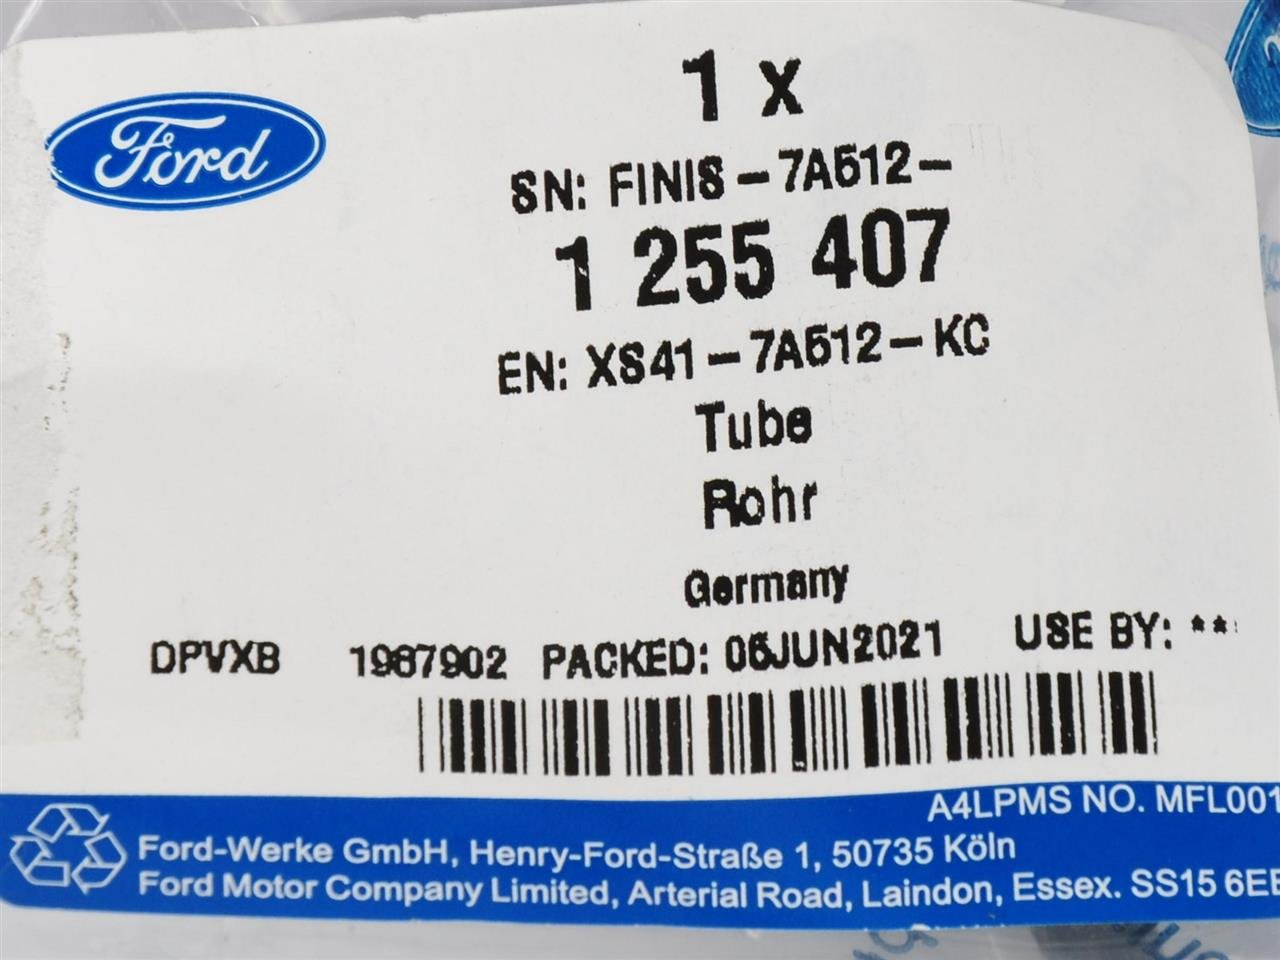 Ford
1 x
SN: FINIS-7A512-
1 255 407
EN: XS41-7A512-KC
Tube
Rohr
Germany
DPVXB 1967902 PACKED: 05JUN2021 USE BY: **
A4LPMS NO. MFL001
Ford-Werke GmbH, Henry-Ford-Straße 1, 50735 Köln
Ford Motor Company Limited, Arterial Road, Laindon, Essex. SS15 6EE